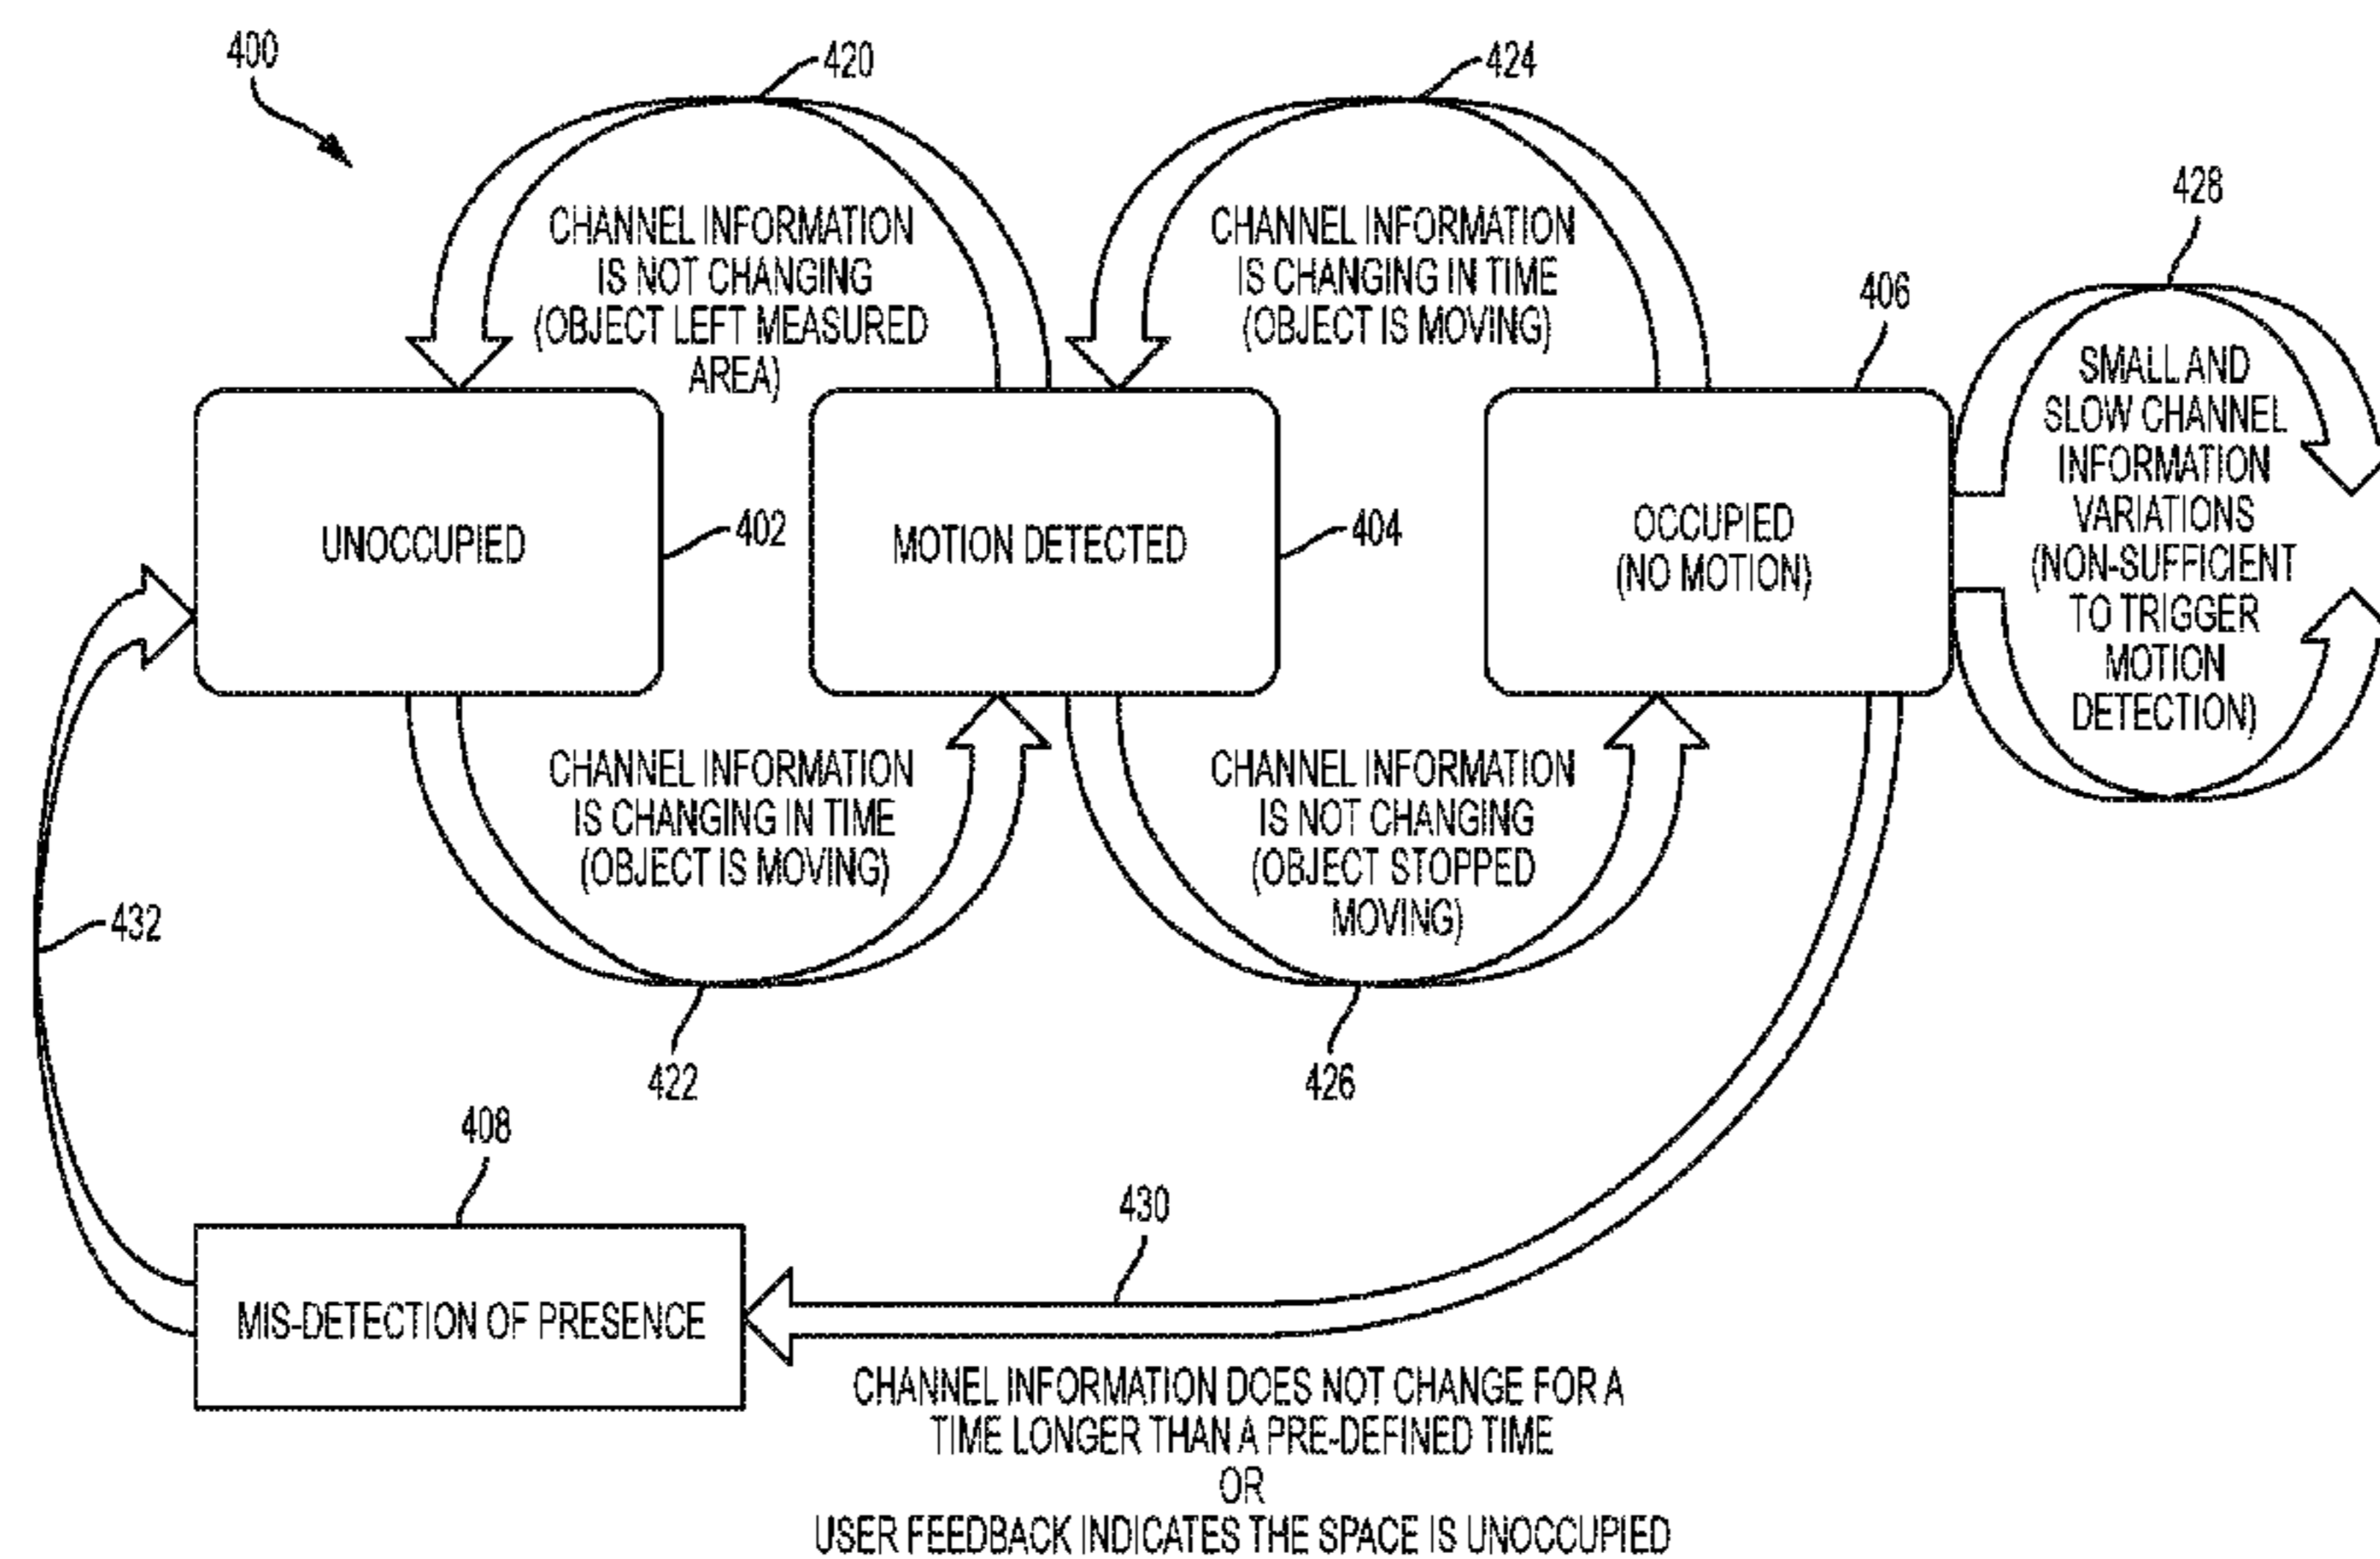 400
420
424
428
CHANNEL INFORMATION
IS NOT CHANGING
(OBJECT LEFT MEASURED
AREA)
CHANNEL INFORMATION
IS CHANGING IN TIME
(OBJECT IS MOVING)
406
SMALL AND
SLOW CHANNEL
INFORMATION
VARIATIONS
(NON-SUFFICIENT
TO TRIGGER
MOTION
DETECTION)
UNOCCUPIED
402
MOTION DETECTED
404
OCCUPIED
(NO MOTION)
CHANNEL INFORMATION
IS CHANGING IN TIME
(OBJECT IS MOVING)
CHANNEL INFORMATION
IS NOT CHANGING
(OBJECT STOPPED
MOVING)
432
422
426
408
430
MIS-DETECTION OF PRESENCE
CHANNEL INFORMATION DOES NOT CHANGE FOR A
TIME LONGER THAN A PRE-DEFINED TIME
OR
USER FEEDBACK INDICATES THE SPACE IS UNOCCUPIED